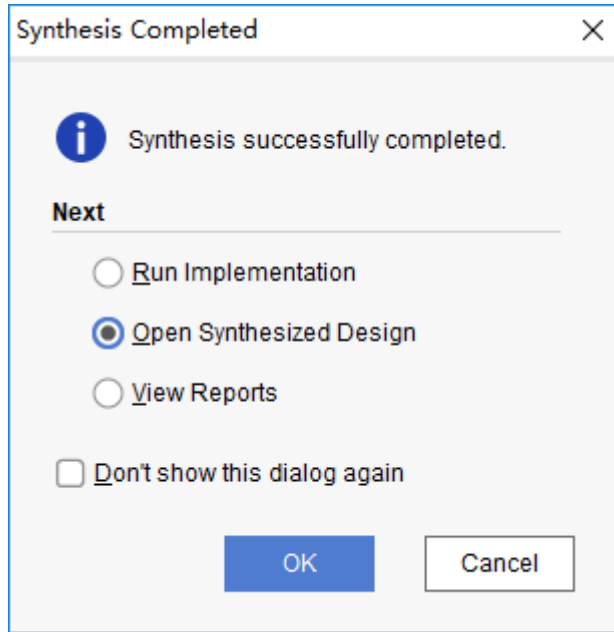 Synthesis Completed
Synthesis successfully completed.
Next
Run Implementation
Open Synthesized Design
View Reports
Don't show this dialog again
OK Cancel